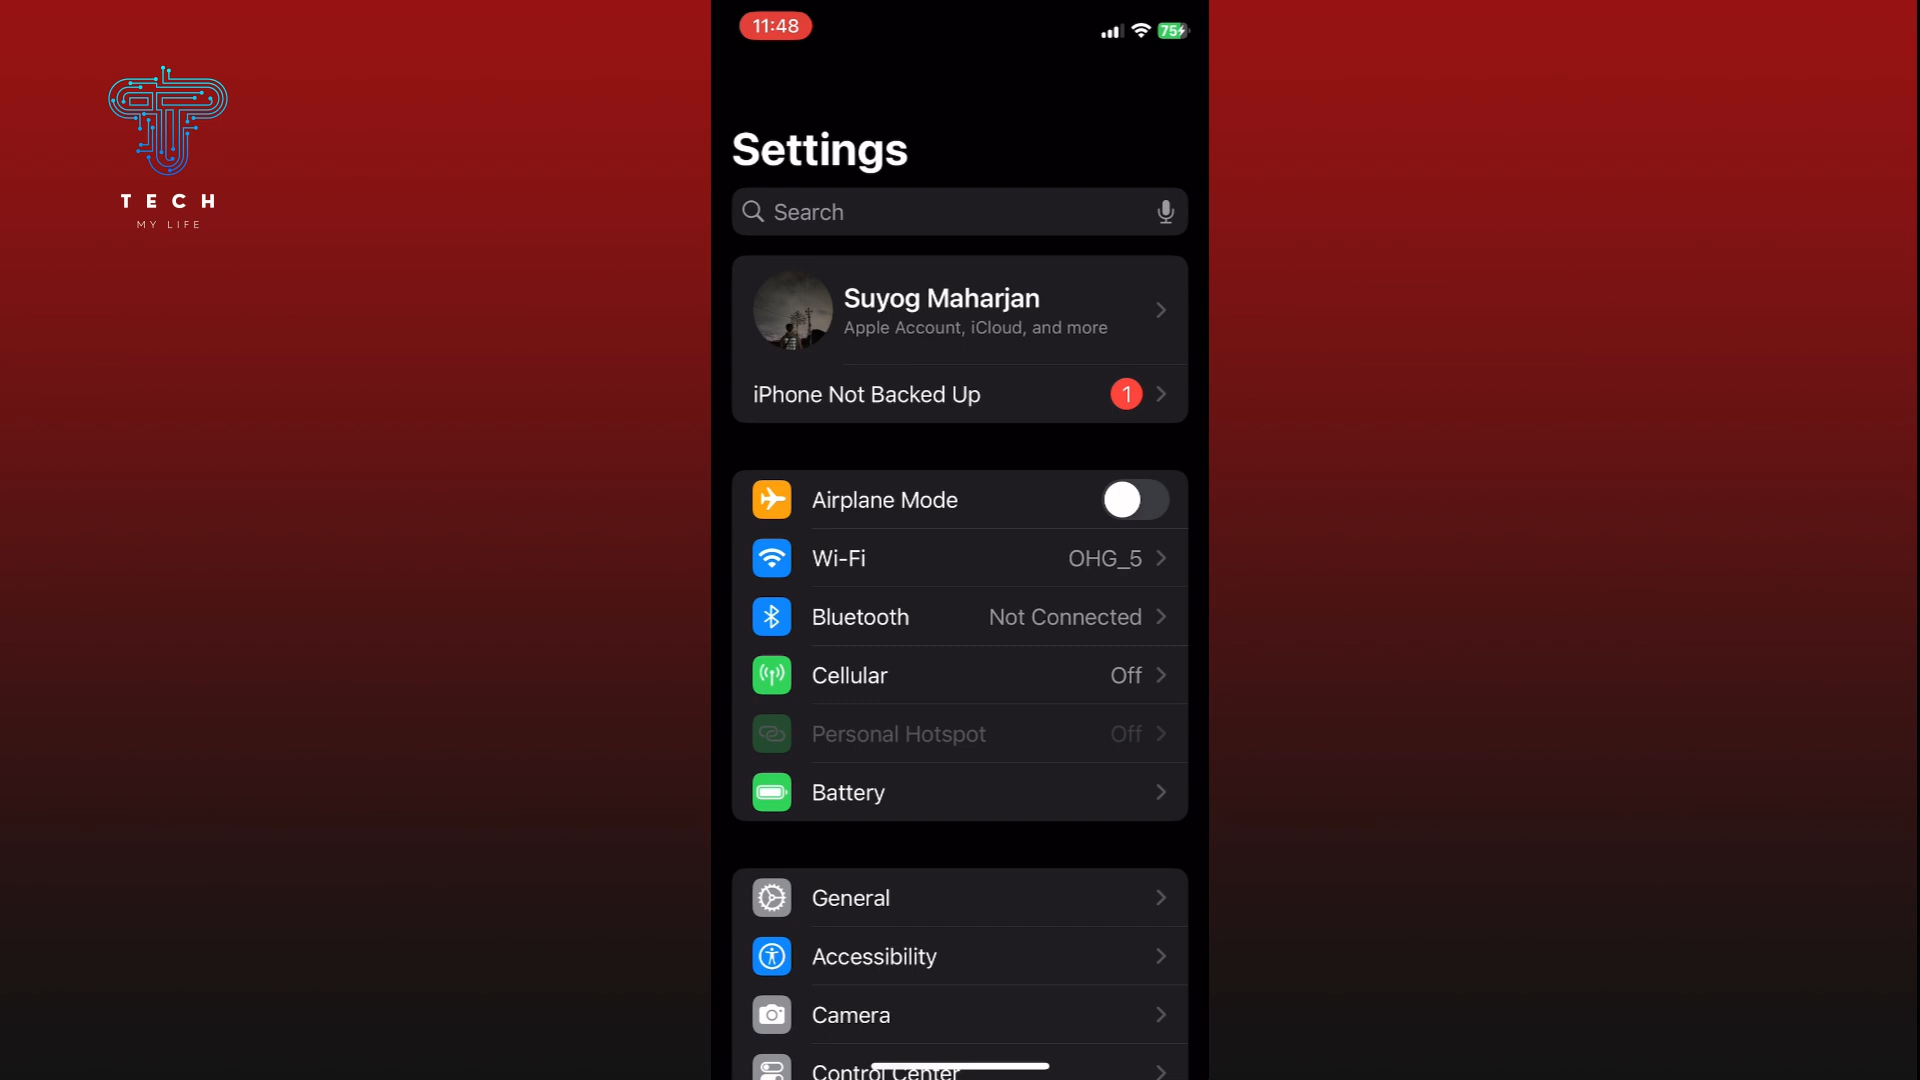 11:48
75
TECH
MY LIFE
Settings
Search
Suyog Maharjan
Apple Account, iCloud, and more
iPhone Not Backed Up 1
Airplane Mode
Wi-Fi OHG_5
Bluetooth Not Connected
Cellular Off
Personal Hotspot Off
Battery
General
Accessibility
Camera
Control Center